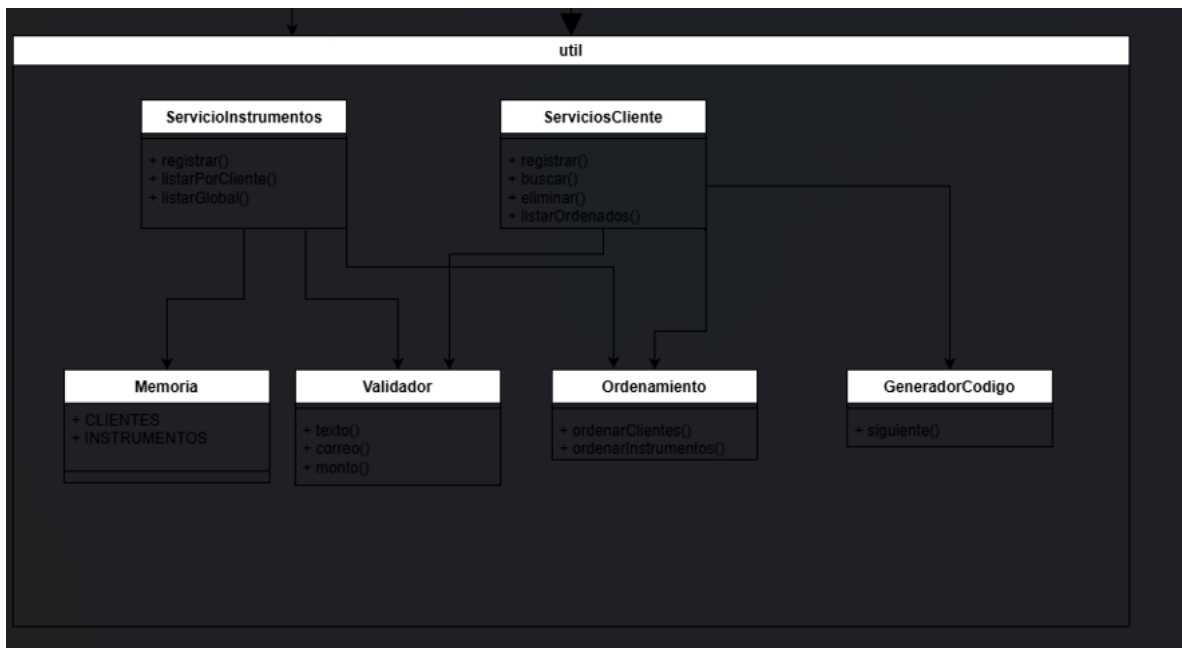 util
ServicioInstrumentos
+ registrar()
+ listarPorCliente()
+ listarGlobal()
ServiciosCliente
+ registrar()
+ buscar()
+ eliminar()
+ listarOrdenados()
Memoria
+ CLIENTES
+ INSTRUMENTOS
Validador
+ texto()
+ correo()
+ monto()
Ordenamiento
+ ordenarClientes()
+ ordenarInstrumentos()
GeneradorCodigo
+ siguiente()